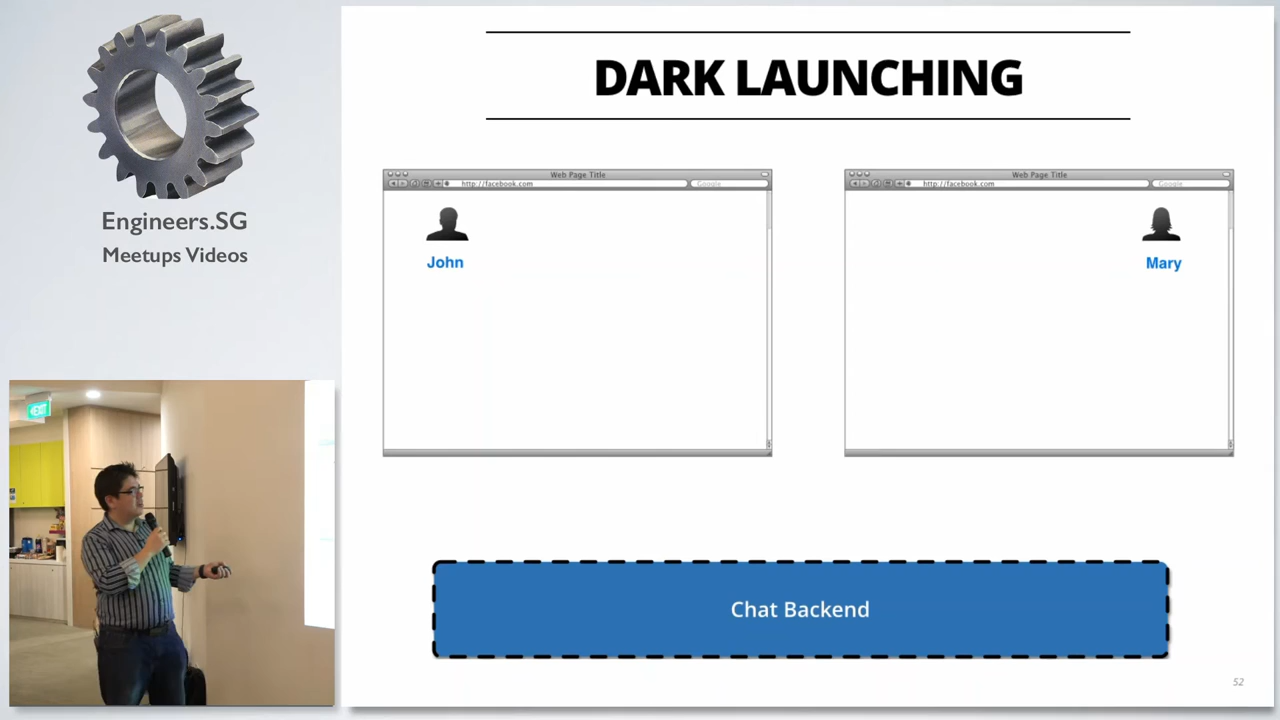 Engineers.SG
Meetups Videos
EXIT
DARK LAUNCHING
Web Page Title
http://facebook.com
Google
John
Web Page Title
http://facebook.com
Google
Mary
Chat Backend
52